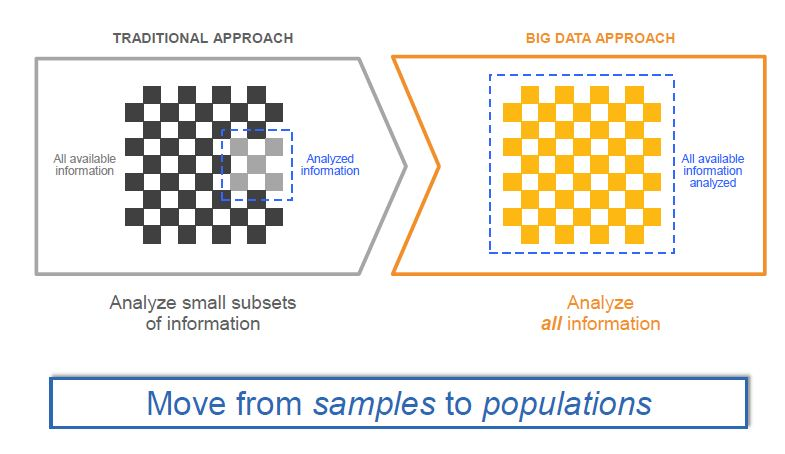 TRADITIONAL APPROACH
All available
information
Analyzed
information
Analyze small subsets
of information
BIG DATA APPROACH
All available
information
analyzed
Analyze
all information
Move from samples to populations